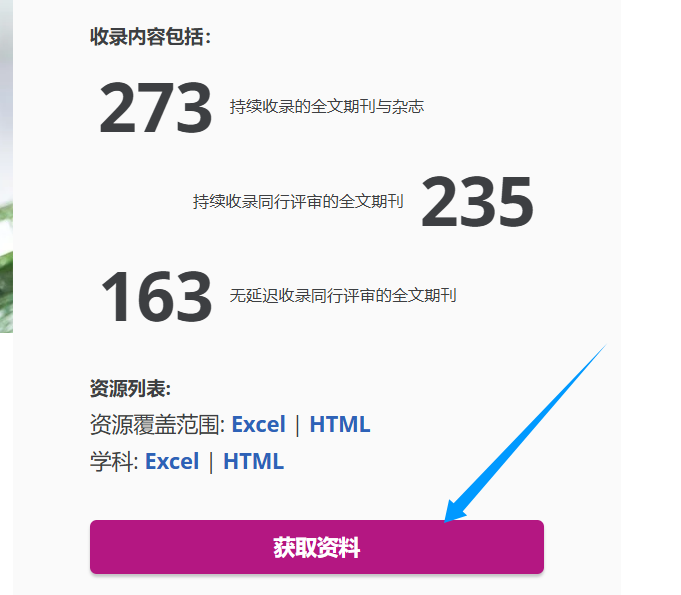 收录内容包括：
273 持续收录的全文期刊与杂志
持续收录同行评审的全文期刊 235
163 无延迟收录同行评审的全文期刊
资源列表:
资源覆盖范围: Excel | HTML
学科: Excel | HTML
获取资料